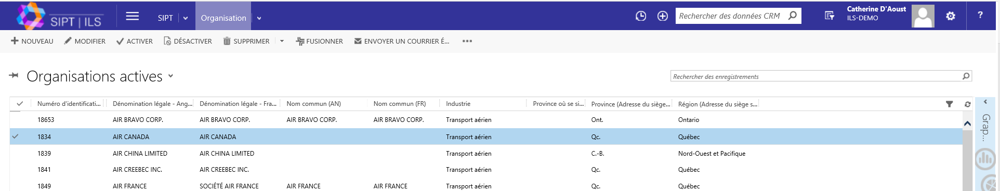 SIPT | ILS SIPT Organisation Rechercher des données CRM Catherine D'Aoust ?
ILS-DEMO
NOUVEAU MODIFIER ACTIVER DÉSACTIVER SUPPRIMER FUSIONNER ENVOYER UN COURRIER É... •••
Organisations actives Rechercher des enregistrements
Numéro d'identificati... Dénomination légale - Ang... Dénomination légale - Fra... Nom commun (AN) Nom commun (FR) Industrie Province où se si... Province (Adresse du siège... Région (Adresse du siège s...
18653 AIR BRAVO CORP. AIR BRAVO CORP. AIR BRAVO CORP. AIR BRAVO CORP. Transport aérien Ont. Ontario
1834 AIR CANADA AIR CANADA Transport aérien Qc. Québec
1839 AIR CHINA LIMITED AIR CHINA LIMITED Transport aérien C.-B. Nord-Ouest et Pacifique
1841 AIR CREEBEC INC. AIR CREEBEC INC. Transport aérien Qc. Québec
1849 AIR FRANCE SOCIÉTÉ AIR FRANCE AIR FRANCE AIR FRANCE Transport aérien Qc. Québec
Grap...